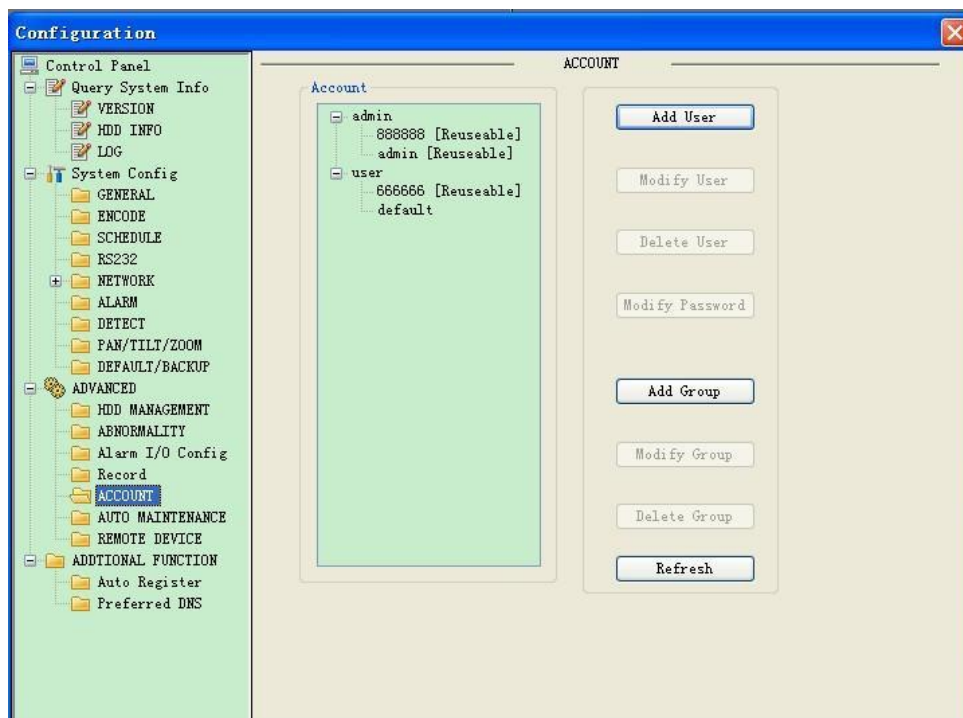 Configuration
Control Panel
Query System Info
VERSION
HDD INFO
LOG
System Config
GENERAL
ENCODE
SCHEDULE
RS232
NETWORK
ALARM
DETECT
PAN/TILT/ZOOM
DEFAULT/BACKUP
ADVANCED
HDD MANAGEMENT
ABNORMALITY
Alarm I/O Config
Record
ACCOUNT
AUTO MAINTENANCE
REMOTE DEVICE
ADDTIONAL FUNCTION
Auto Register
Preferred DNS
ACCOUNT
Account
admin
888888 [Reuseable]
admin [Reuseable]
user
666666 [Reuseable]
default
Add User
Modify User
Delete User
Modify Password
Add Group
Modify Group
Delete Group
Refresh